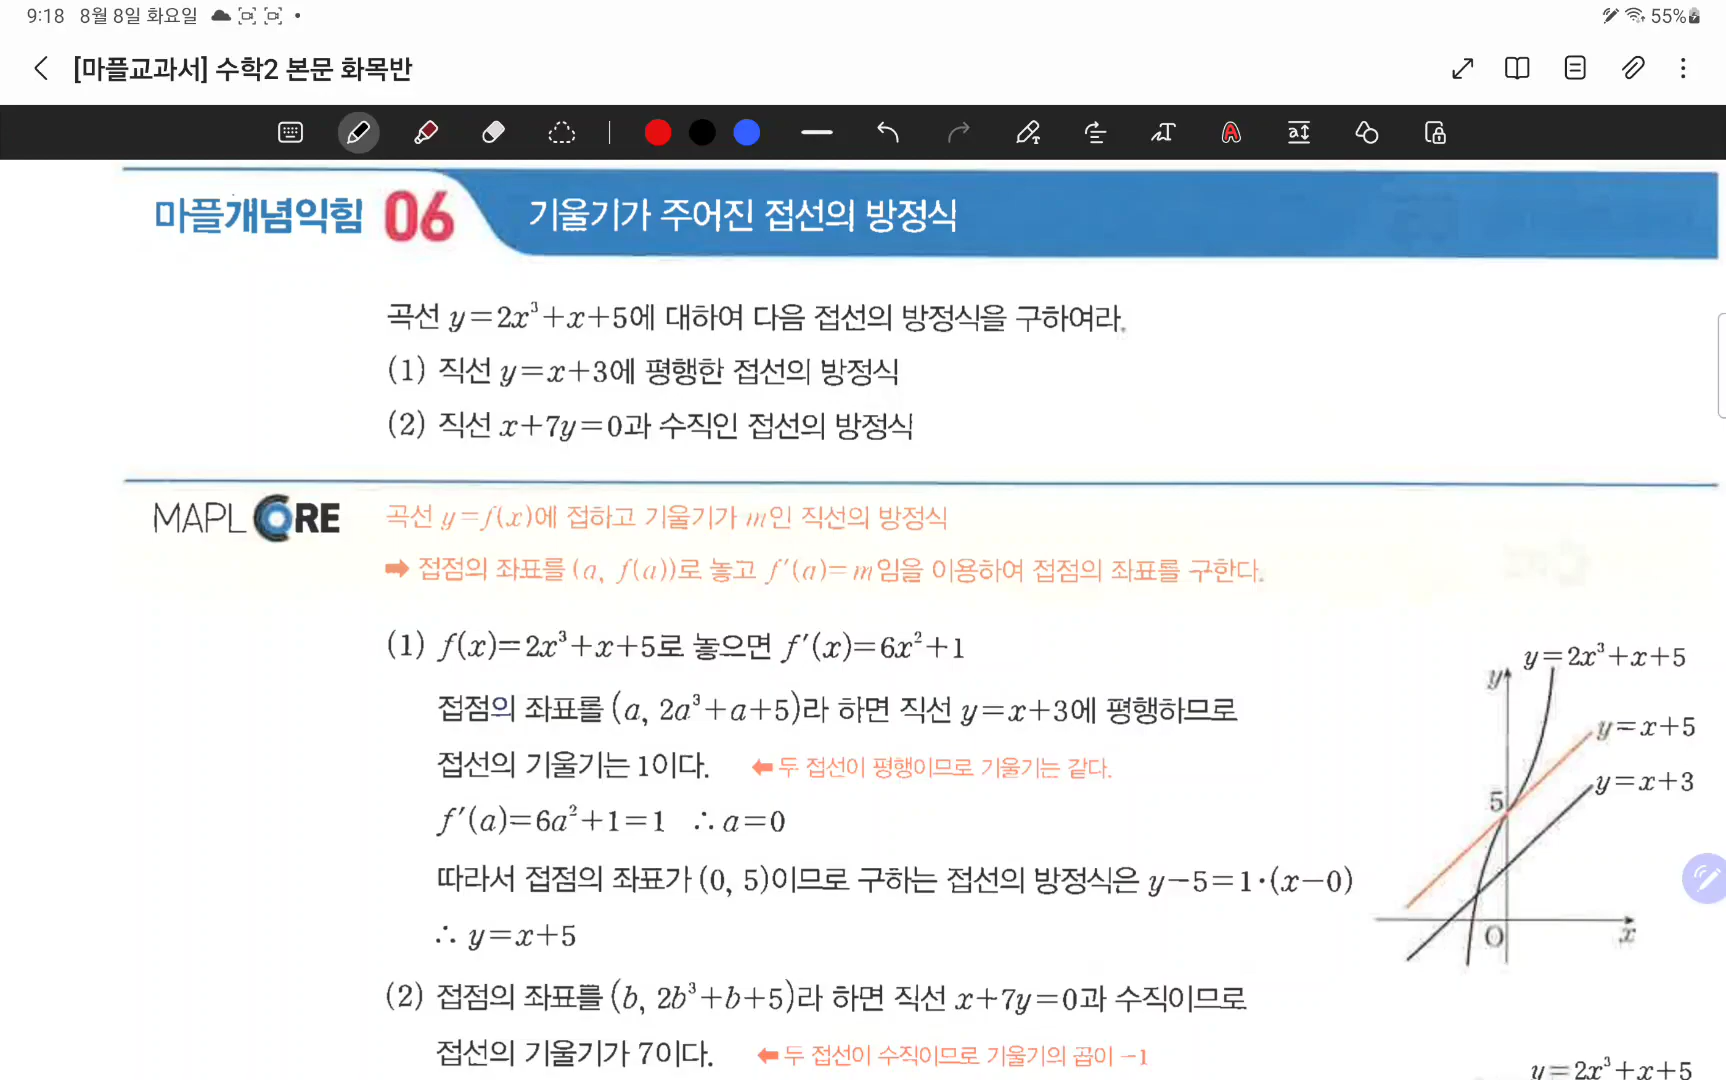 9:18 8월 8일 화요일
55%
[마플교과서] 수학2 본문 화목반
마플개념익힘 06 기울기가 주어진 접선의 방정식
곡선 y=2x³+x+5에 대하여 다음 접선의 방정식을 구하여라.
(1) 직선 y=x+3에 평행한 접선의 방정식
(2) 직선 x+7y=0과 수직인 접선의 방정식
MAPL CORE
곡선 y=f(x)에 접하고 기울기가 m인 직선의 방정식
➡ 접점의 좌표를 (a, f(a))로 놓고 f′(a)=m임을 이용하여 접점의 좌표를 구한다.
(1) f(x)=2x³+x+5로 놓으면 f′(x)=6x²+1
접점의 좌표를 (a, 2a³+a+5)라 하면 직선 y=x+3에 평행하므로
접선의 기울기는 1이다. ⬅ 두 접선이 평행이므로 기울기는 같다.
f′(a)=6a²+1=1 ∴ a=0
따라서 접점의 좌표가 (0, 5)이므로 구하는 접선의 방정식은 y−5=1·(x−0)
∴ y=x+5
y=2x³+x+5
y
y=x+5
y=x+3
5
O
x
(2) 접점의 좌표를 (b, 2b³+b+5)라 하면 직선 x+7y=0과 수직이므로
접선의 기울기가 7이다. ⬅ 두 접선이 수직이므로 기울기의 곱이 −1
y=2x³+x+5